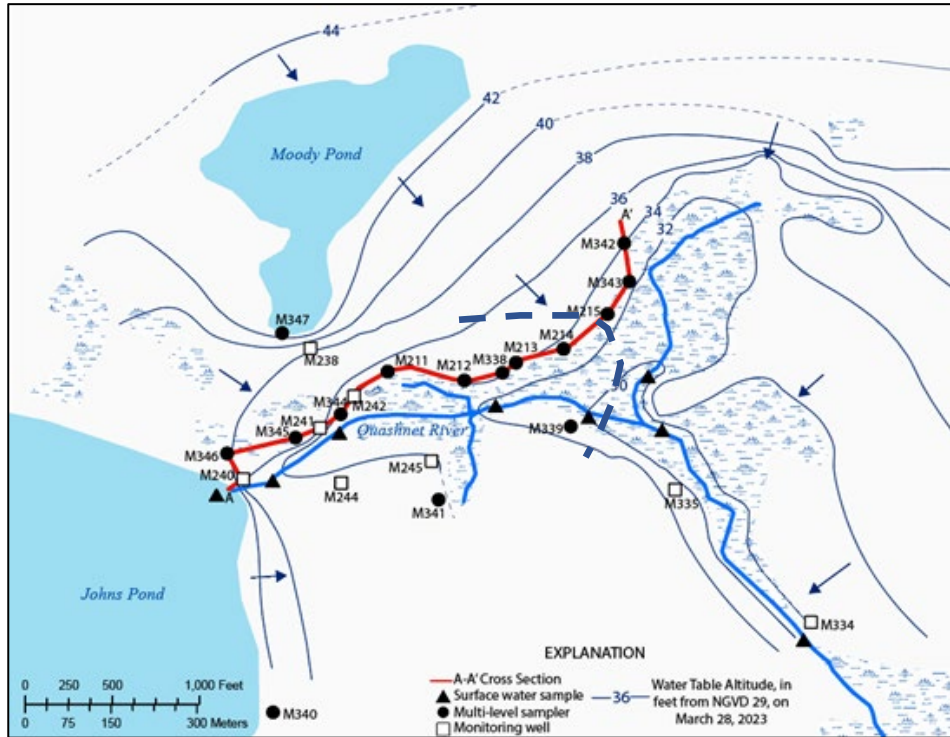 44
42
Moody Pond
40
38
36
A'
34
32
M342
M343
M215
M214
M347
M213
M338
M238
M211
M212
M344
M242
M241
Quashnet River
M345
M339
M346
M245
M240
M244
A
M335
M341
Johns Pond
M334
EXPLANATION
0 250 500 1,000 Feet
0 75 150 300 Meters
M340
A-A' Cross Section
Surface water sample
Multi-level sampler
Monitoring well
36
Water Table Altitude, in
feet from NGVD 29, on
March 28, 2023